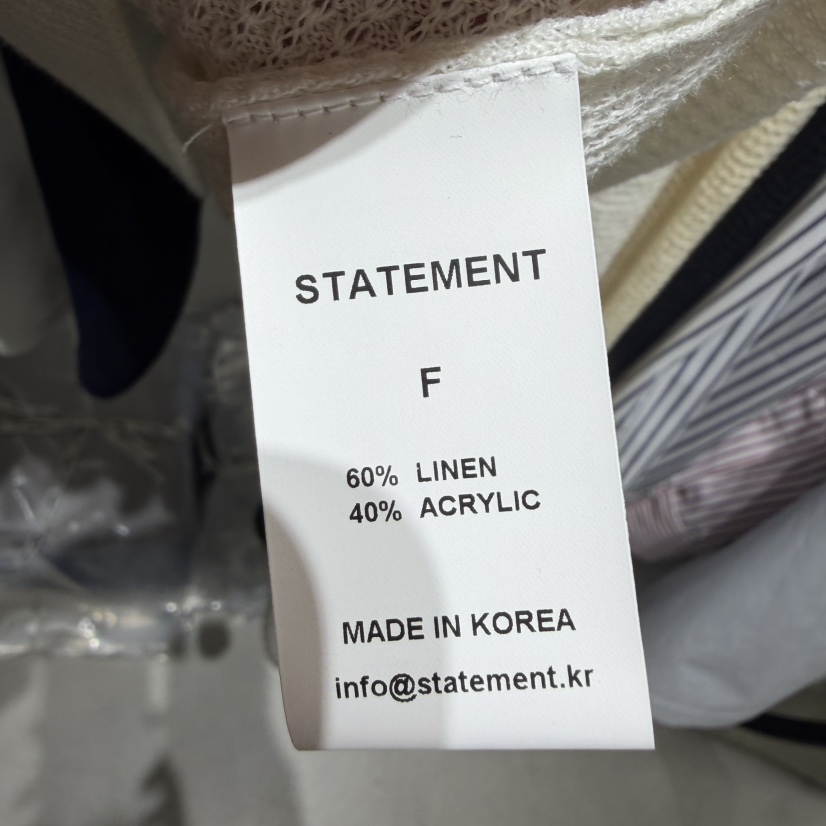 STATEMENT
F
60% LINEN
40% ACRYLIC
MADE IN KOREA
info@statement.kr